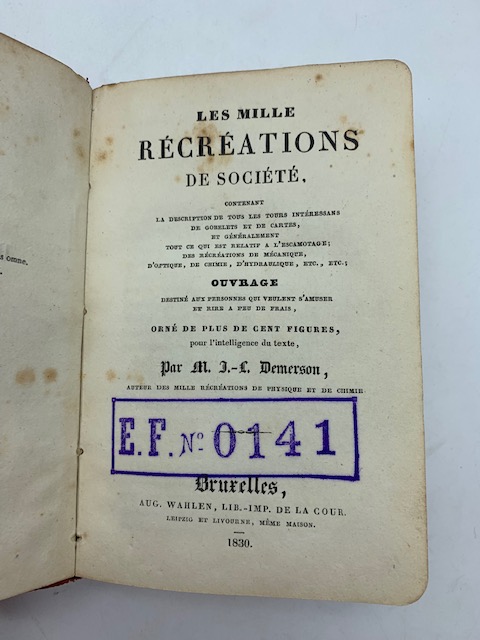 LES MILLE
RÉCRÉATIONS
DE SOCIÉTÉ,
CONTENANT
LA DESCRIPTION DE TOUS LES TOURS INTÉRESSANS
DE GOBELETS ET DE CARTES,
ET GÉNÉRALEMENT
TOUT CE QUI EST RELATIF A L'ESCAMOTAGE;
DES RÉCRÉATIONS DE MÉCANIQUE,
D'OPTIQUE, DE CHIMIE, D'HYDRAULIQUE, ETC., ETC.;
OUVRAGE
DESTINÉ AUX PERSONNES QUI VEULENT S'AMUSER
ET RIRE A PEU DE FRAIS,
ORNÉ DE PLUS DE CENT FIGURES,
pour l'intelligence du texte,
Par M. J.-L. Demerson,
AUTEUR DES MILLE RÉCRÉATIONS DE PHYSIQUE ET DE CHIMIE
E.F. No 0141
Bruxelles,
AUG. WAHLEN, LIB.-IMP. DE LA COUR.
LEIPZIG ET LIVOURNE, MÊME MAISON.
1830.